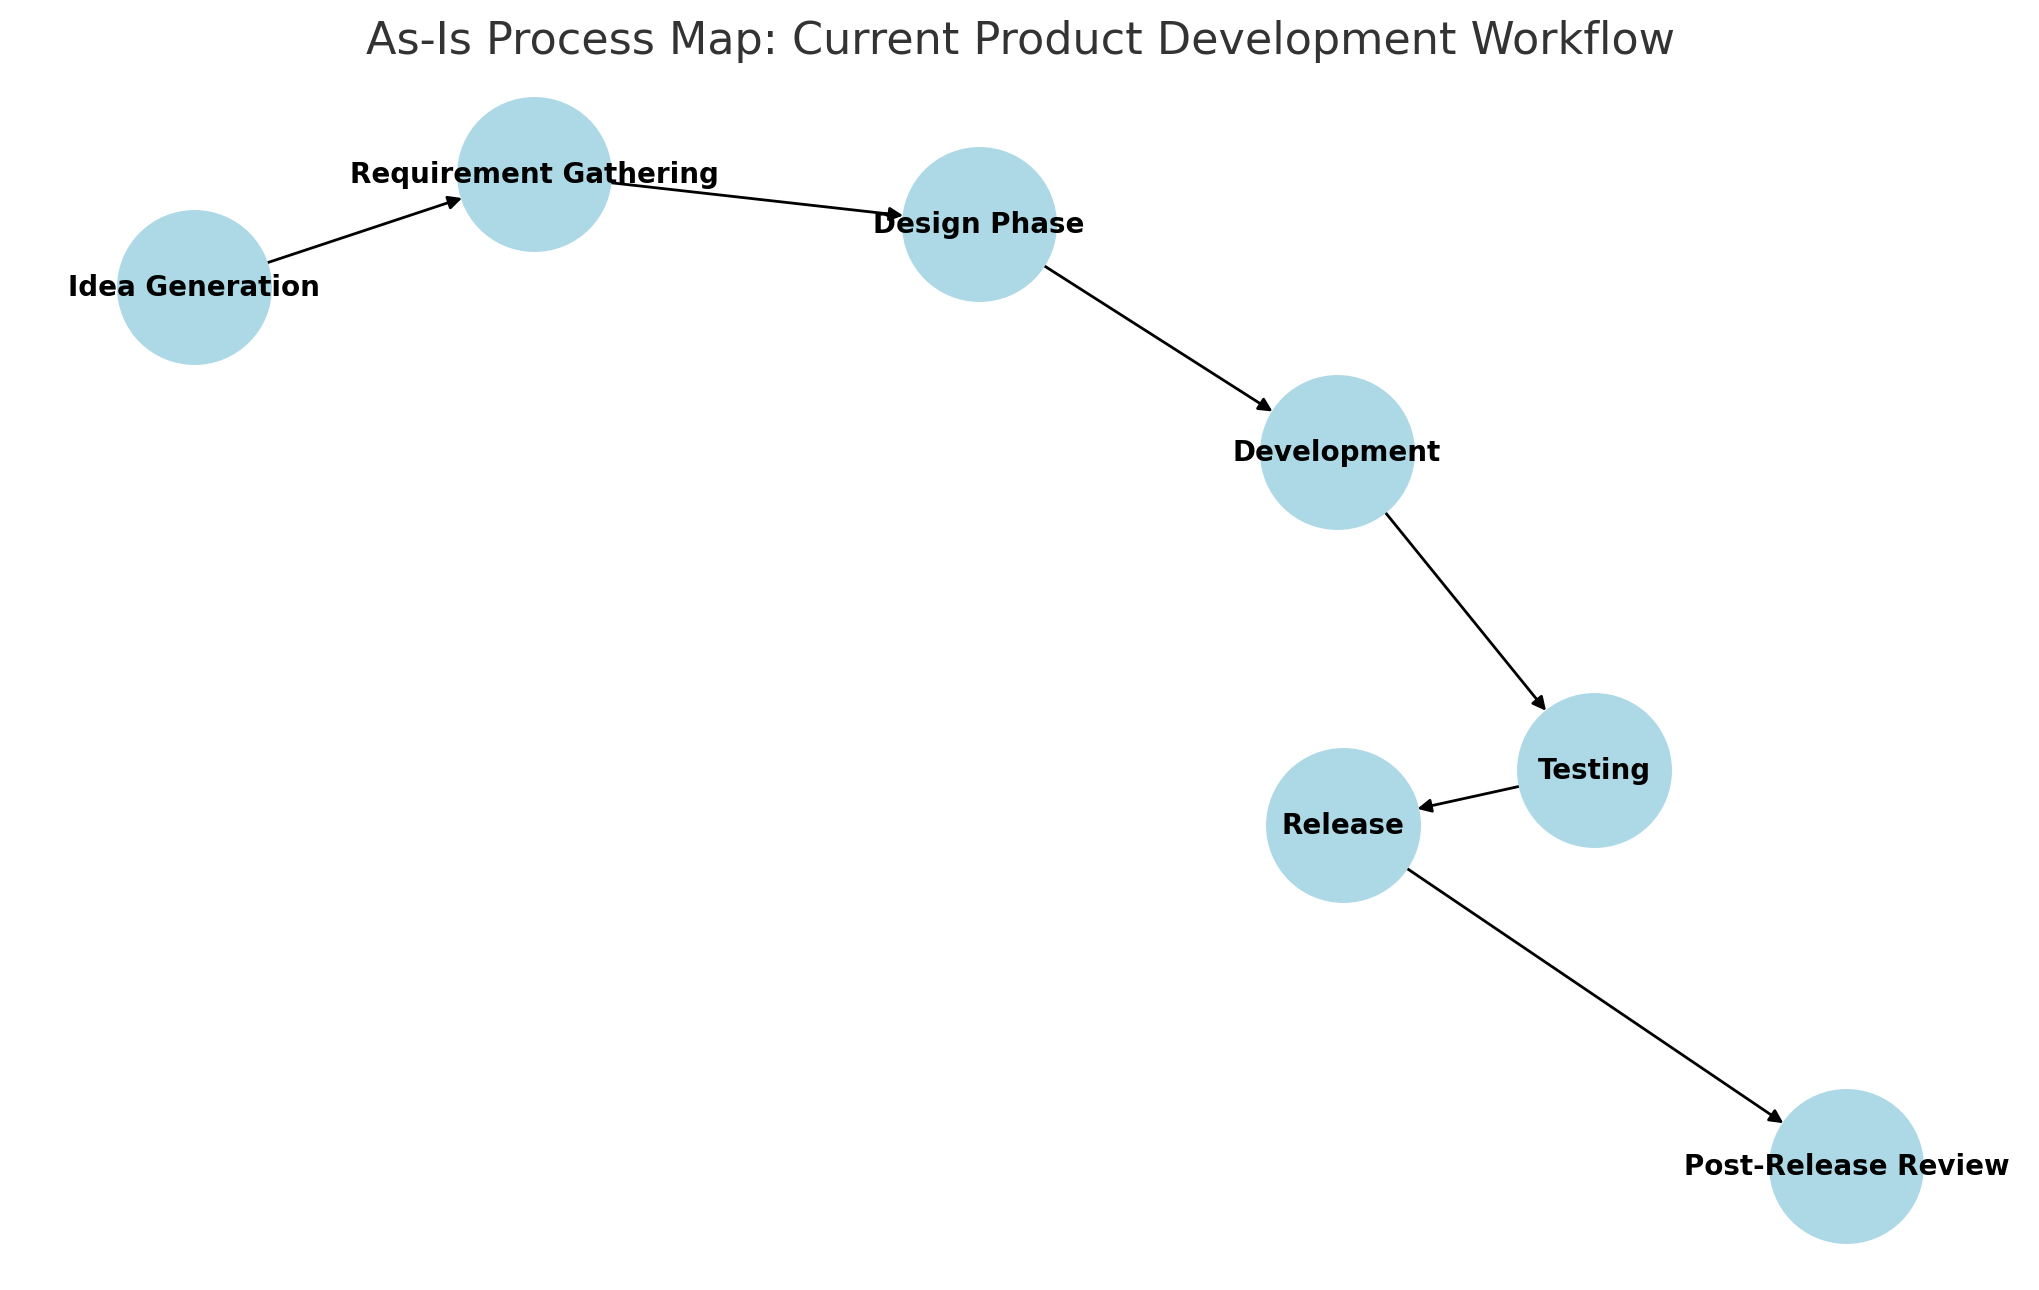 As-Is Process Map: Current Product Development Workflow
Requirement Gathering
Design Phase
Idea Generation
Development
Testing
Release
Post-Release Review